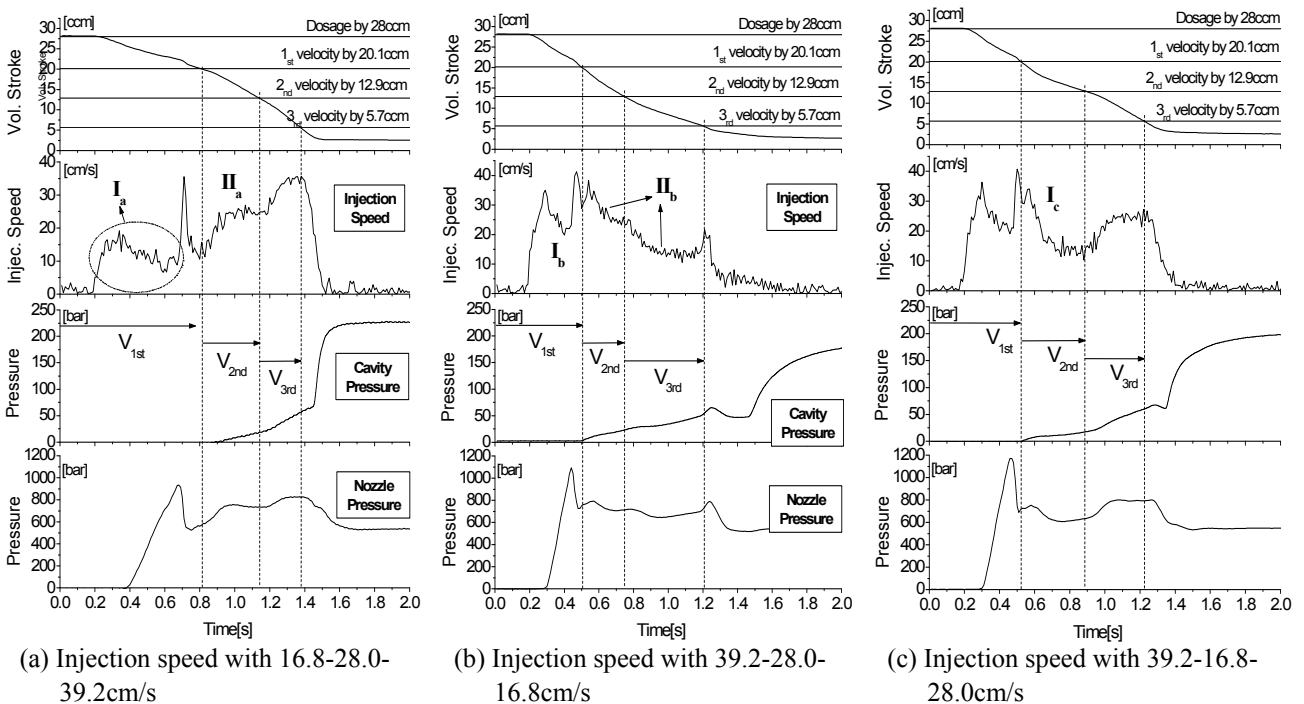 [ccm]
Dosage by 28ccm
1st velocity by 20.1ccm
2nd velocity by 12.9ccm
3rd velocity by 5.7ccm
Vol. Stroke
Vol. Stroke
30
25
20
15
10
5
0
[cm/s]
Ia
IIa
Injection
Speed
Injec. Speed
40
30
20
10
0
[bar]
V1st
V2nd
V3rd
Cavity
Pressure
Pressure
250
200
150
100
50
0
[bar]
Nozzle
Pressure
Pressure
1200
1000
800
600
400
200
0
0.0 0.2 0.4 0.6 0.8 1.0 1.2 1.4 1.6 1.8 2.0
Time[s]
(a) Injection speed with 16.8-28.0-
39.2cm/s
[ccm]
Dosage by 28ccm
1st velocity by 20.1ccm
2nd velocity by 12.9ccm
3rd velocity by 5.7ccm
Vol. Stroke
30
25
20
15
10
5
0
[cm/s]
Ib
IIb
Injection
Speed
Injec. Speed
40
30
20
10
0
[bar]
V1st
V2nd
V3rd
Cavity
Pressure
Pressure
250
200
150
100
50
0
[bar]
Nozzle
Pressure
Pressure
1200
1000
800
600
400
200
0
0.0 0.2 0.4 0.6 0.8 1.0 1.2 1.4 1.6 1.8 2.0
Time[s]
(b) Injection speed with 39.2-28.0-
16.8cm/s
[ccm]
Dosage by 28ccm
1st velocity by 20.1ccm
2nd velocity by 12.9ccm
3rd velocity by 5.7ccm
Vol. Stroke
30
25
20
15
10
5
0
[cm/s]
Ic
Injection
Speed
Injec. Speed
40
30
20
10
0
[bar]
V1st
V2nd
V3rd
Cavity
Pressure
Pressure
250
200
150
100
50
0
[bar]
Nozzle
Pressure
Pressure
1200
1000
800
600
400
200
0
0.0 0.2 0.4 0.6 0.8 1.0 1.2 1.4 1.6 1.8 2.0
Time[s]
(c) Injection speed with 39.2-16.8-
28.0cm/s